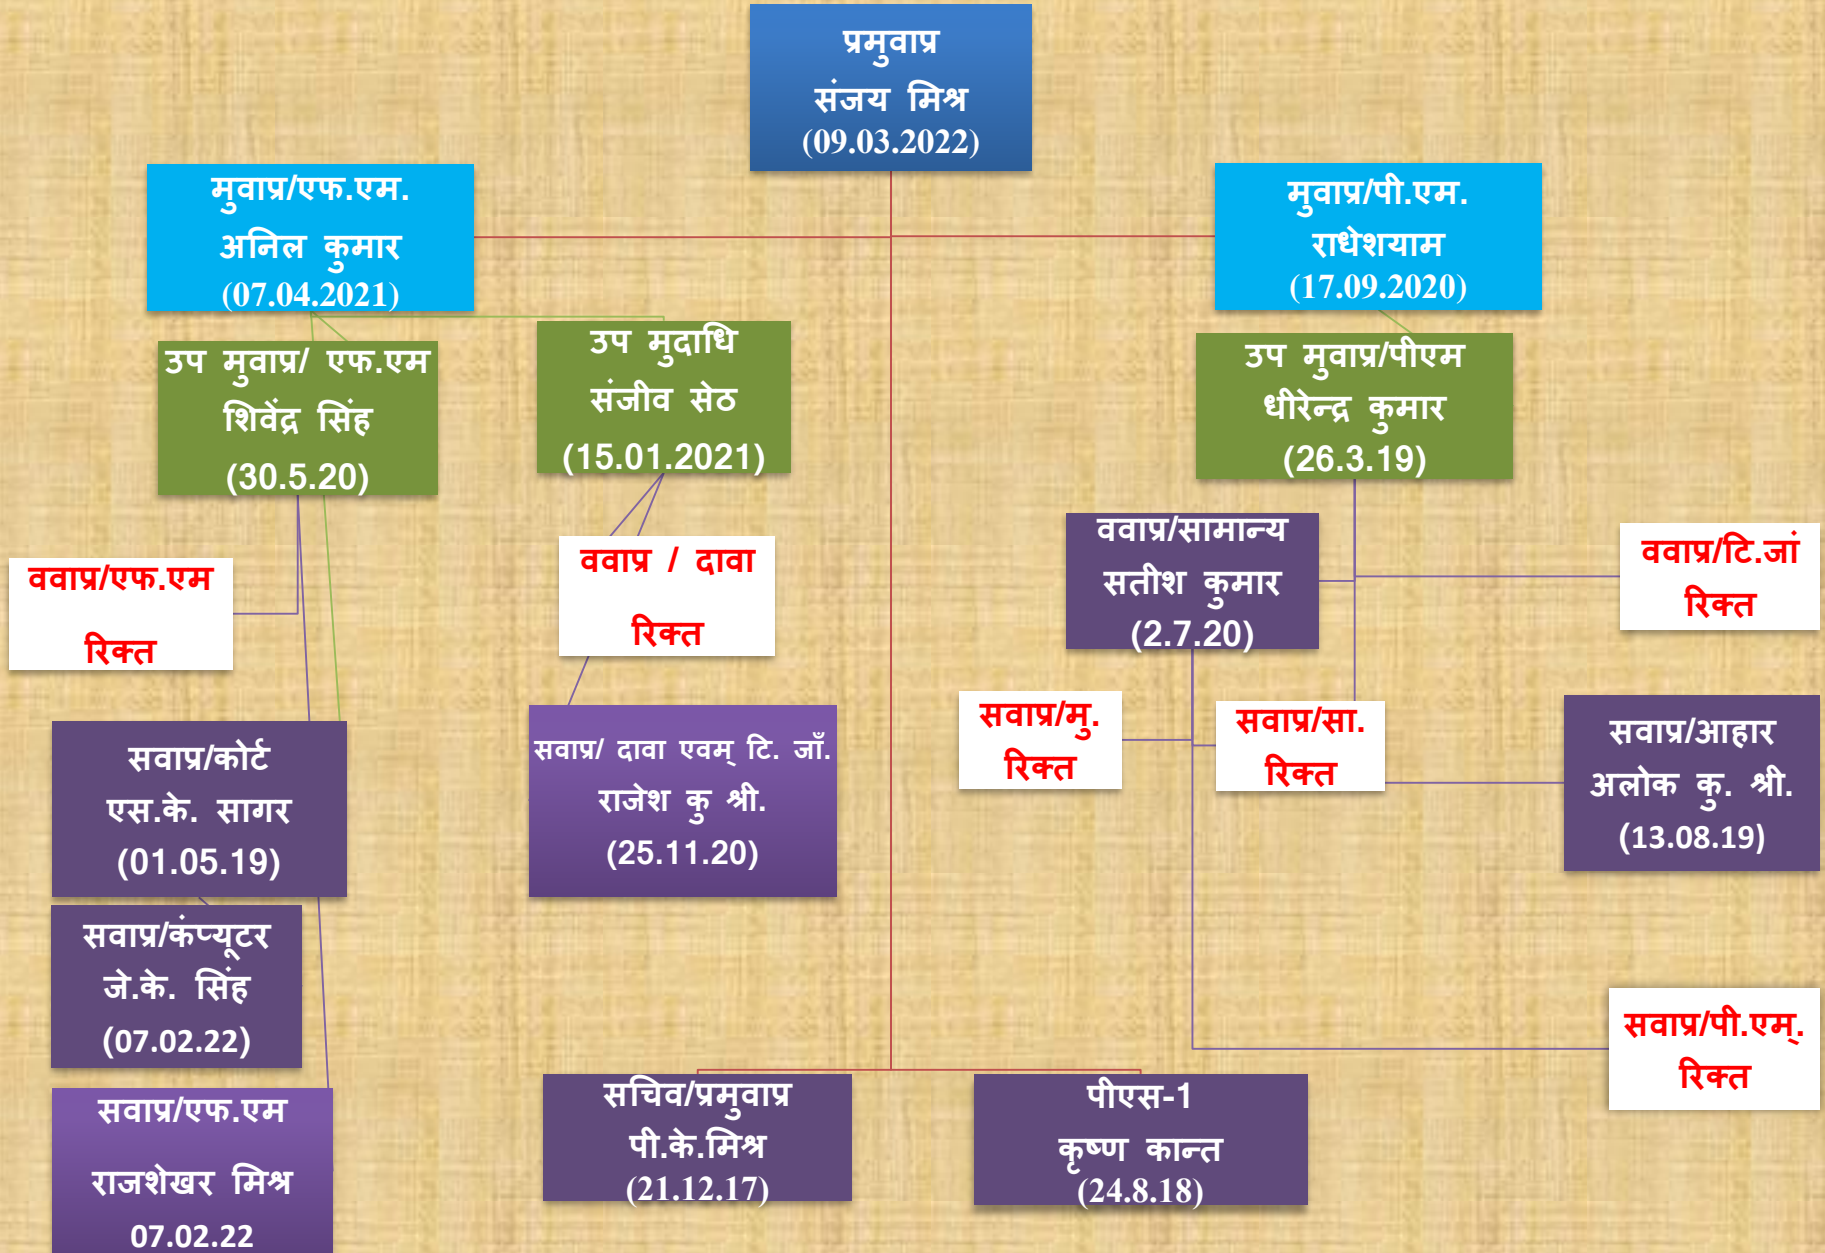 प्रमुवाप्र
संजय मिश्र
(09.03.2022)
मुवाप्र/एफ.एम.
अनिल कुमार
(07.04.2021)
मुवाप्र/पी.एम.
राधेशयाम
(17.09.2020)
उप मुवाप्र/ एफ.एम
शिवेंद्र सिंह
(30.5.20)
उप मुदाधि
संजीव सेठ
(15.01.2021)
उप मुवाप्र/पीएम
धीरेन्द्र कुमार
(26.3.19)
ववाप्र/एफ.एम
रिक्त
ववाप्र / दावा
रिक्त
ववाप्र/सामान्य
सतीश कुमार
(2.7.20)
ववाप्र/टि.जां
रिक्त
सवाप्र/मु.
रिक्त
सवाप्र/सा.
रिक्त
सवाप्र/आहार
अलोक कु. श्री.
(13.08.19)
सवाप्र/कोर्ट
एस.के. सागर
(01.05.19)
सवाप्र/ दावा एवम् टि. जाँ.
राजेश कु श्री.
(25.11.20)
सवाप्र/कंप्यूटर
जे.के. सिंह
(07.02.22)
सवाप्र/पी.एम्.
रिक्त
सवाप्र/एफ.एम
राजशेखर मिश्र
07.02.22
सचिव/प्रमुवाप्र
पी.के.मिश्र
(21.12.17)
पीएस-1
कृष्ण कान्त
(24.8.18)